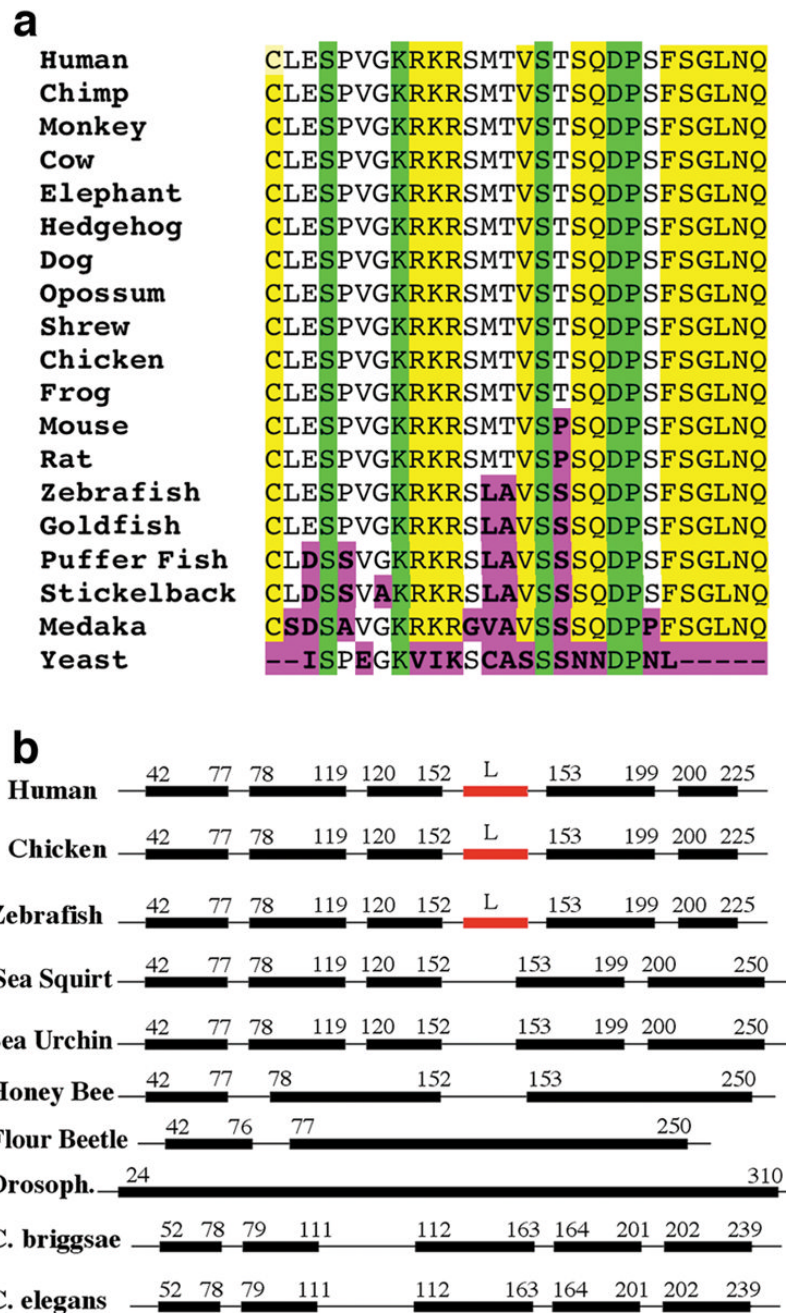 a
Human CLESPVGKRKRSMTVSTSQDPSFSGLNQ
Chimp CLESPVGKRKRSMTVSTSQDPSFSGLNQ
Monkey CLESPVGKRKRSMTVSTSQDPSFSGLNQ
Cow CLESPVGKRKRSMTVSTSQDPSFSGLNQ
Elephant CLESPVGKRKRSMTVSTSQDPSFSGLNQ
Hedgehog CLESPVGKRKRSMTVSTSQDPSFSGLNQ
Dog CLESPVGKRKRSMTVSTSQDPSFSGLNQ
Opossum CLESPVGKRKRSMTVSTSQDPSFSGLNQ
Shrew CLESPVGKRKRSMTVSTSQDPSFSGLNQ
Chicken CLESPVGKRKRSMTVSTSQDPSFSGLNQ
Frog CLESPVGKRKRSMTVSTSQDPSFSGLNQ
Mouse CLESPVGKRKRSMTVSPSQDPSFSGLNQ
Rat CLESPVGKRKRSMTVSPSQDPSFSGLNQ
Zebrafish CLESPVGKRKRSLAVSSSQDPSFSGLNQ
Goldfish CLESPVGKRKRSLAVSSSQDPSFSGLNQ
Puffer Fish CLDSSVGKRKRSLAVSSSQDPSFSGLNQ
Stickelback CLDSSVAKRKRSLAVSSSQDPSFSGLNQ
Medaka CSDSAVGKRKRGVAVSSSQDPPFSGLNQ
Yeast --ISPEGKVIKSCASSSNNDPNL-----
b
42 77 78 119 120 152 L 153 199 200 225
Human
42 77 78 119 120 152 L 153 199 200 225
Chicken
42 77 78 119 120 152 L 153 199 200 225
Zebrafish
42 77 78 119 120 152 153 199 200 250
Sea Squirt
42 77 78 119 120 152 153 199 200 250
Sea Urchin
42 77 78 152 153 250
Honey Bee
42 76 77 250
Flour Beetle
24 310
Drosoph.
52 78 79 111 112 163 164 201 202 239
C. briggsae
52 78 79 111 112 163 164 201 202 239
C. elegans